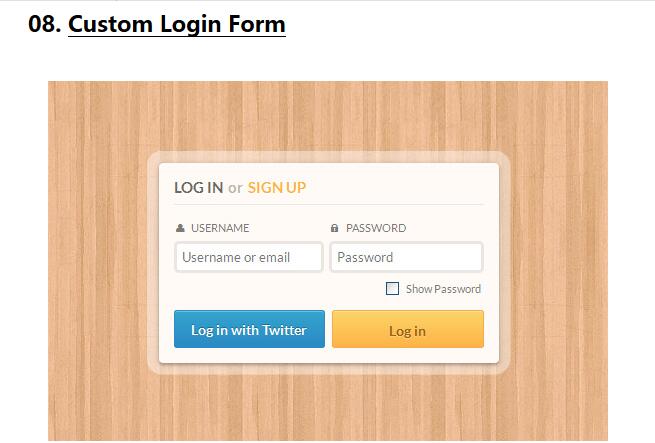 08. Custom Login Form
LOG IN or SIGN UP
USERNAME PASSWORD
Username or email Password
Show Password
Log in with Twitter Log in